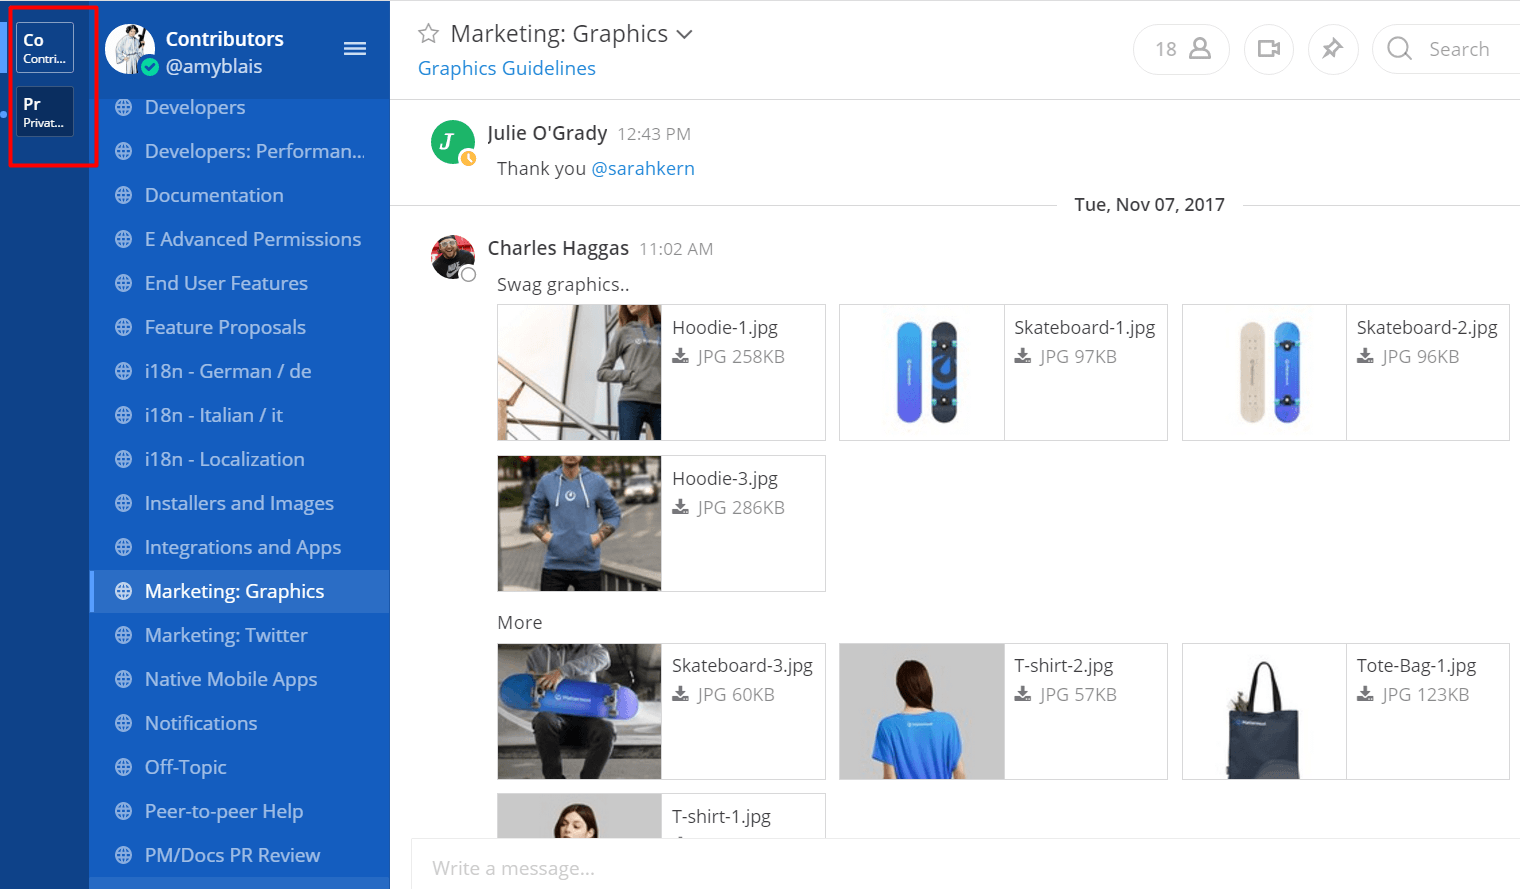 Co
Contri...
Pr
Privat...
Contributors
@amyblais
Developers
Developers: Performan...
Documentation
E Advanced Permissions
End User Features
Feature Proposals
i18n - German / de
i18n - Italian / it
i18n - Localization
Installers and Images
Integrations and Apps
Marketing: Graphics
Marketing: Twitter
Native Mobile Apps
Notifications
Off-Topic
Peer-to-peer Help
PM/Docs PR Review
Marketing: Graphics
Graphics Guidelines
18
Search
J
Julie O'Grady 12:43 PM
Thank you @sarahkern
Tue, Nov 07, 2017
Charles Haggas 11:02 AM
Swag graphics..
Hoodie-1.jpg
JPG 258KB
Skateboard-1.jpg
JPG 97KB
Skateboard-2.jpg
JPG 96KB
Hoodie-3.jpg
JPG 286KB
More
Skateboard-3.jpg
JPG 60KB
T-shirt-2.jpg
JPG 57KB
Tote-Bag-1.jpg
JPG 123KB
T-shirt-1.jpg
Write a message...